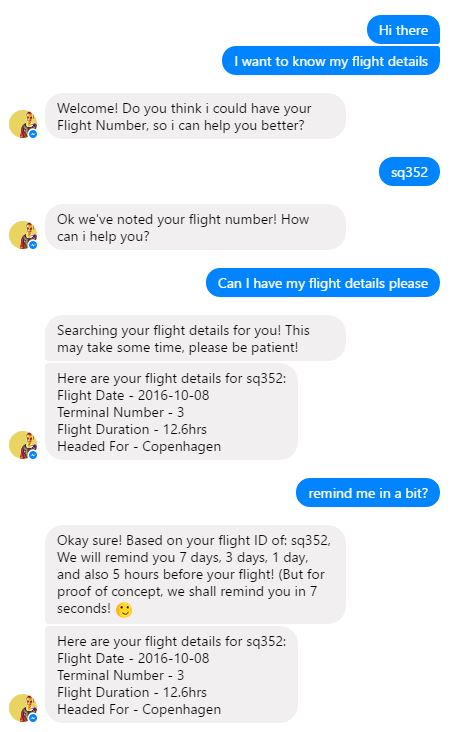 Hi there
I want to know my flight details
Welcome! Do you think i could have your
Flight Number, so i can help you better?
sq352
Ok we've noted your flight number! How
can i help you?
Can I have my flight details please
Searching your flight details for you! This
may take some time, please be patient!
Here are your flight details for sq352:
Flight Date - 2016-10-08
Terminal Number - 3
Flight Duration - 12.6hrs
Headed For - Copenhagen
remind me in a bit?
Okay sure! Based on your flight ID of: sq352,
We will remind you 7 days, 3 days, 1 day,
and also 5 hours before your flight! (But for
proof of concept, we shall remind you in 7
seconds! 🙂
Here are your flight details for sq352:
Flight Date - 2016-10-08
Terminal Number - 3
Flight Duration - 12.6hrs
Headed For - Copenhagen